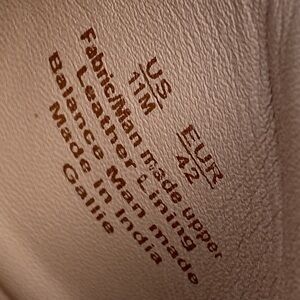 US EUR
11M 42
Fabric/Man made upper
Leather Lining
Balance Man made
Made in India
Gallie